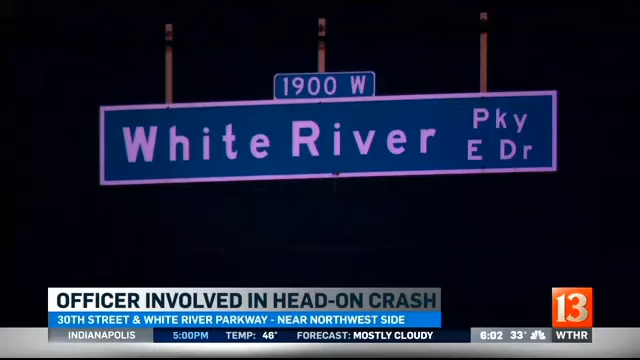 1900 W
White River Pky E Dr
OFFICER INVOLVED IN HEAD-ON CRASH
30TH STREET & WHITE RIVER PARKWAY - NEAR NORTHWEST SIDE
13
INDIANAPOLIS 5:00PM TEMP: 46° FORECAST: MOSTLY CLOUDY 6:02 33° WTHR